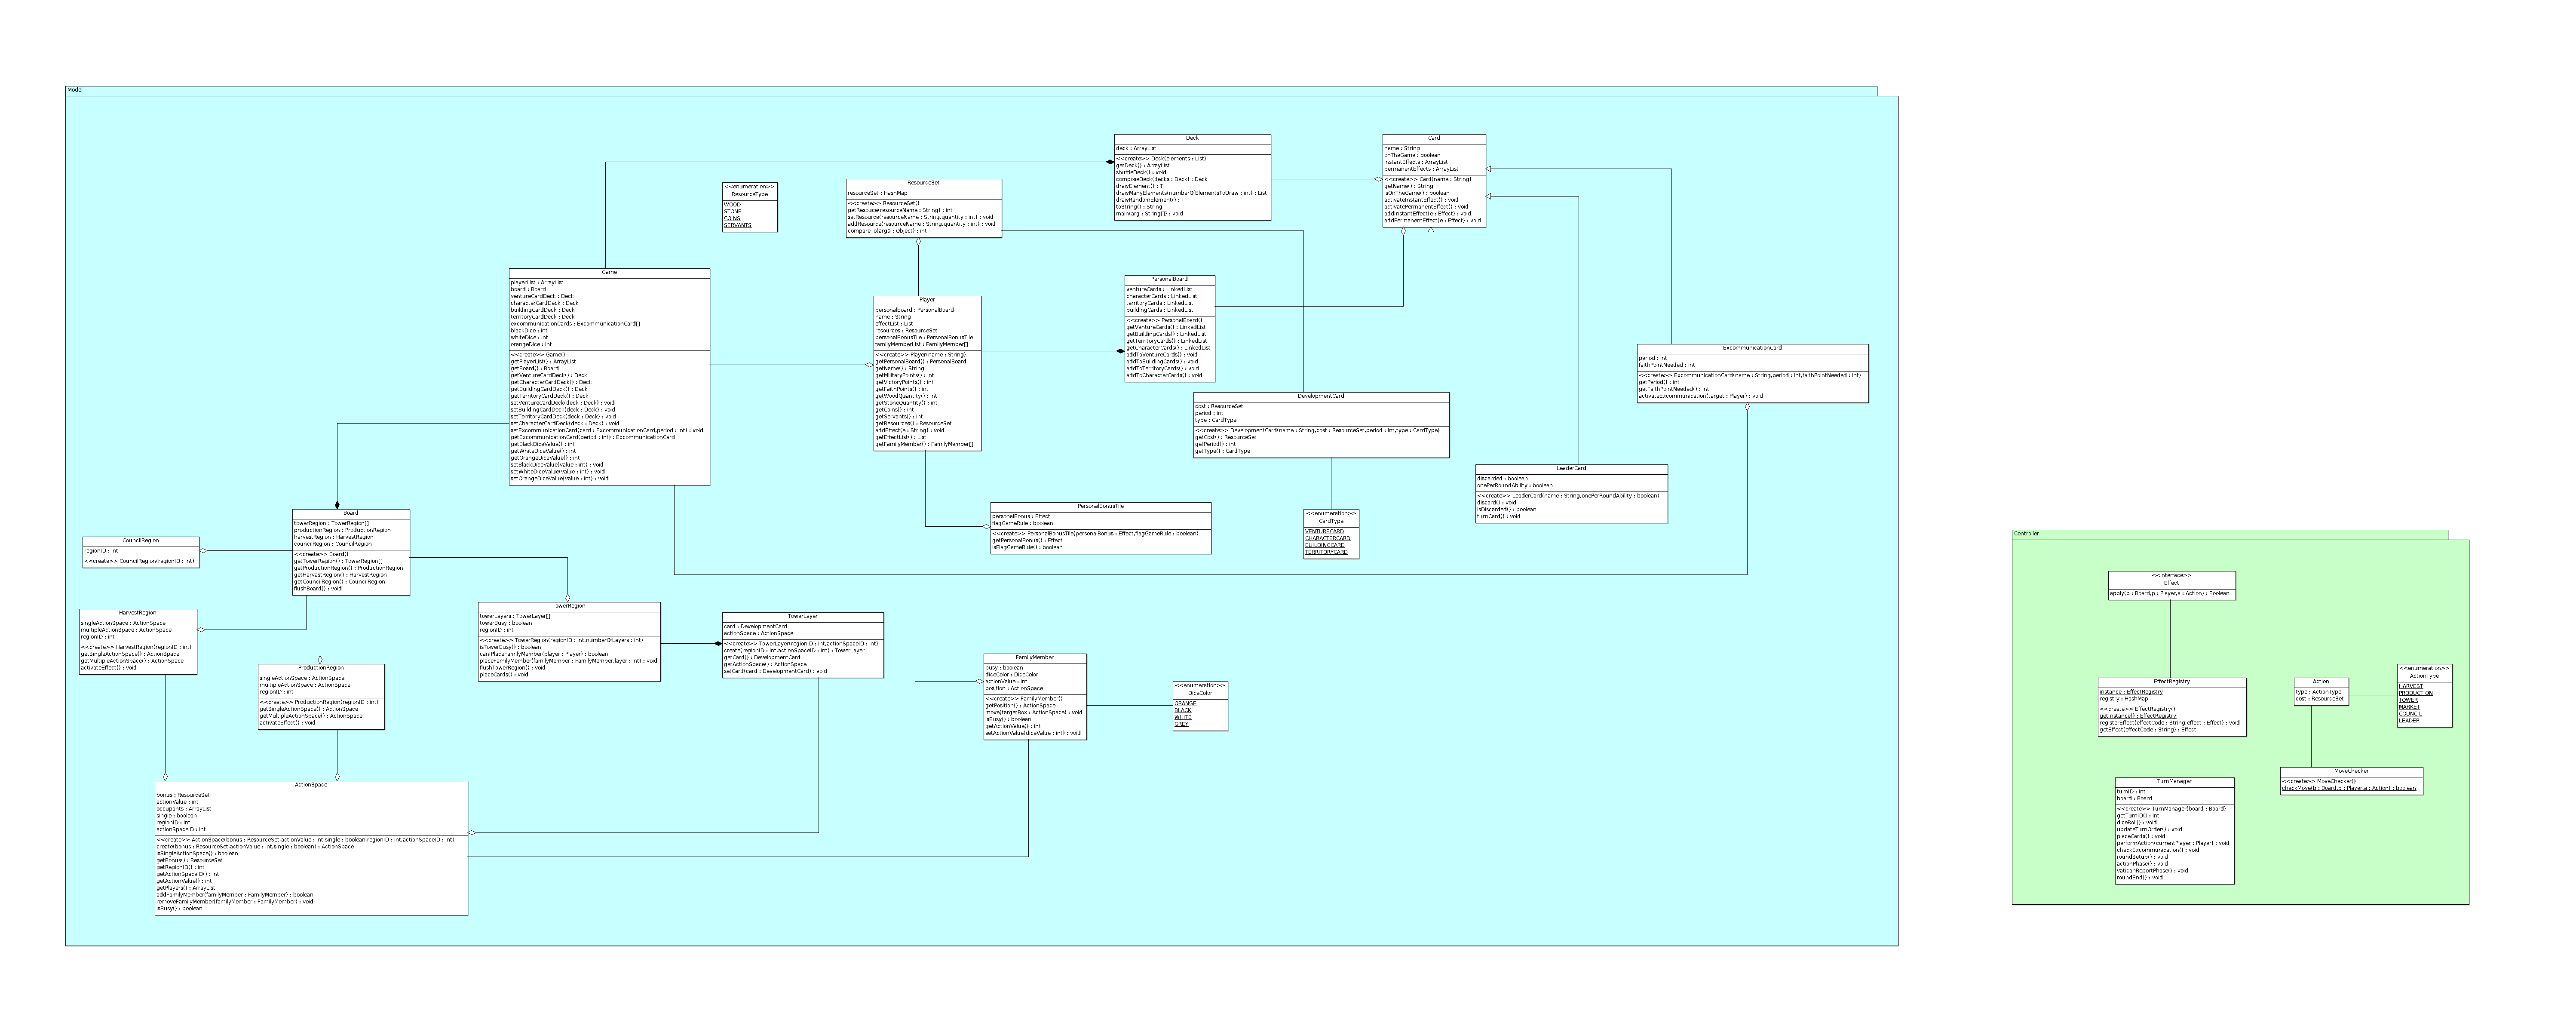 Model
Deck
deck : ArrayList
<<create>> Deck(elements : List)
getDeck() : ArrayList
shuffleDeck() : void
composeDeck(decks : Deck) : Deck
drawElement() : T
drawManyElements(numberOfElementsToDraw : int) : List
drawRandomElement() : T
toString() : String
main(arg : String[]) : void
Card
name : String
onTheGame : boolean
instantEffects : ArrayList
permanentEffects : ArrayList
<<create>> Card(name : String)
getName() : String
isOnTheGame() : boolean
activateInstantEffect() : void
activatePermanentEffect() : void
addInstantEffect(e : Effect) : void
addPermanentEffect(e : Effect) : void
<<enumeration>>
ResourceType
WOOD
STONE
COINS
SERVANTS
ResourceSet
resourceSet : HashMap
<<create>> ResourceSet()
getResouce(resourceName : String) : int
setResource(resourceName : String,quantity : int) : void
addResource(resourceName : String,quantity : int) : void
compareTo(arg0 : Object) : int
Game
playerList : ArrayList
board : Board
ventureCardDeck : Deck
characterCardDeck : Deck
buildingCardDeck : Deck
territoryCardDeck : Deck
excommunicationCards : ExcommunicationCard[]
blackDice : int
whiteDice : int
orangeDice : int
<<create>> Game()
getPlayerList() : ArrayList
getBoard() : Board
getVentureCardDeck() : Deck
getCharacterCardDeck() : Deck
getBuildingCardDeck() : Deck
getTerritoryCardDeck() : Deck
setVentureCardDeck(deck : Deck) : void
setBuildingCardDeck(deck : Deck) : void
setTerritoryCardDeck(deck : Deck) : void
setCharacterCardDeck(deck : Deck) : void
setExcommunicationCard(card : ExcommunicationCard,period : int) : void
getExcommunicationCard(period : int) : ExcommunicationCard
getBlackDiceValue() : int
getWhiteDiceValue() : int
getOrangeDiceValue() : int
setBlackDiceValue(value : int) : void
setWhiteDiceValue(value : int) : void
setOrangeDiceValue(value : int) : void
Player
personalBoard : PersonalBoard
name : String
effectList : List
resources : ResourceSet
personalBonusTile : PersonalBonusTile
familyMemberList : FamilyMember[]
<<create>> Player(name : String)
getPersonalBoard() : PersonalBoard
getName() : String
getMilitaryPoints() : int
getVictoryPoints() : int
getFaithPoints() : int
getWoodQuantity() : int
getStoneQuantity() : int
getCoins() : int
getServants() : int
getResources() : ResourceSet
addEffect(e : String) : void
getEffectList() : List
getFamilyMember() : FamilyMember[]
PersonalBoard
ventureCards : LinkedList
characterCards : LinkedList
territoryCards : LinkedList
buildingCards : LinkedList
<<create>> PersonalBoard()
getVentureCards() : LinkedList
getBuildingCards() : LinkedList
getTerritoryCards() : LinkedList
getCharacterCards() : LinkedList
addToVentureCards() : void
addToBuildingCards() : void
addToTerritoryCards() : void
addToCharacterCards() : void
ExcommunicationCard
period : int
faithPointNeeded : int
<<create>> ExcommunicationCard(name : String,period : int,faithPointNeeded : int)
getPeriod() : int
getFaithPointNeeded() : int
activateExcommunication(target : Player) : void
DevelopmentCard
cost : ResourceSet
period : int
type : CardType
<<create>> DevelopmentCard(name : String,cost : ResourceSet,period : int,type : CardType)
getCost() : ResourceSet
getPeriod() : int
getType() : CardType
LeaderCard
discarded : boolean
onePerRoundAbility : boolean
<<create>> LeaderCard(name : String,onePerRoundAbility : boolean)
discard() : void
isDiscarded() : boolean
turnCard() : void
PersonalBonusTile
personalBonus : Effect
flagGameRule : boolean
<<create>> PersonalBonusTile(personalBonus : Effect,flagGameRule : boolean)
getPersonalBonus() : Effect
isFlagGameRule() : boolean
<<enumeration>>
CardType
VENTURECARD
CHARACTERCARD
BUILDINGCARD
TERRITORYCARD
Board
towerRegion : TowerRegion[]
productionRegion : ProductionRegion
harvestRegion : HarvestRegion
councilRegion : CouncilRegion
<<create>> Board()
getTowerRegion() : TowerRegion[]
getProductionRegion() : ProductionRegion
getHarvestRegion() : HarvestRegion
getCouncilRegion() : CouncilRegion
flushBoard() : void
CouncilRegion
regionID : int
<<create>> CouncilRegion(regionID : int)
HarvestRegion
singleActionSpace : ActionSpace
multipleActionSpace : ActionSpace
regionID : int
<<create>> HarvestRegion(regionID : int)
getSingleActionSpace() : ActionSpace
getMultipleActionSpace() : ActionSpace
activateEffect() : void
ProductionRegion
singleActionSpace : ActionSpace
multipleActionSpace : ActionSpace
regionID : int
<<create>> ProductionRegion(regionID : int)
getSingleActionSpace() : ActionSpace
getMultipleActionSpace() : ActionSpace
activateEffect() : void
TowerRegion
towerLayers : TowerLayer[]
towerBusy : boolean
regionID : int
<<create>> TowerRegion(regionID : int,numberOfLayers : int)
isTowerBusy() : boolean
canIPlaceFamilyMember(player : Player) : boolean
placeFamilyMember(familyMember : FamilyMember,layer : int) : void
flushTowerRegion() : void
placeCards() : void
TowerLayer
card : DevelopmentCard
actionSpace : ActionSpace
<<create>> TowerLayer(regionID : int,actionSpaceID : int)
create(regionID : int,actionSpaceID : int) : TowerLayer
getCard() : DevelopmentCard
getActionSpace() : ActionSpace
setCard(card : DevelopmentCard) : void
FamilyMember
busy : boolean
diceColor : DiceColor
actionValue : int
position : ActionSpace
<<create>> FamilyMember()
getPosition() : ActionSpace
move(targetBox : ActionSpace) : void
isBusy() : boolean
getActionValue() : int
setActionValue(diceValue : int) : void
<<enumeration>>
DiceColor
ORANGE
BLACK
WHITE
GREY
ActionSpace
bonus : ResourceSet
actionValue : int
occupants : ArrayList
single : boolean
regionID : int
actionSpaceID : int
<<create>> ActionSpace(bonus : ResourceSet,actionValue : int,single : boolean,regionID : int,actionSpaceID : int)
create(bonus : ResourceSet,actionValue : int,single : boolean) : ActionSpace
isSingleActionSpace() : boolean
getBonus() : ResourceSet
getRegionID() : int
getActionSpaceID() : int
getActionValue() : int
getPlayers() : ArrayList
addFamilyMember(familyMember : FamilyMember) : boolean
removeFamilyMember(familyMember : FamilyMember) : void
isBusy() : boolean
Controller
<<interface>>
Effect
apply(b : Board,p : Player,a : Action) : Boolean
EffectRegistry
instance : EffectRegistry
registry : HashMap
<<create>> EffectRegistry()
getInstance() : EffectRegistry
registerEffect(effectCode : String,effect : Effect) : void
getEffect(effectCode : String) : Effect
Action
type : ActionType
cost : ResourceSet
<<enumeration>>
ActionType
HARVEST
PRODUCTION
TOWER
MARKET
COUNCIL
LEADER
MoveChecker
<<create>> MoveChecker()
checkMove(b : Board,p : Player,a : Action) : boolean
TurnManager
turnID : int
board : Board
<<create>> TurnManager(board : Board)
getTurnID() : int
diceRoll() : void
updateTurnOrder() : void
placeCards() : void
performAction(currentPlayer : Player) : void
checkExcommunication() : void
roundSetup() : void
actionPhase() : void
vaticanReportPhase() : void
roundEnd() : void